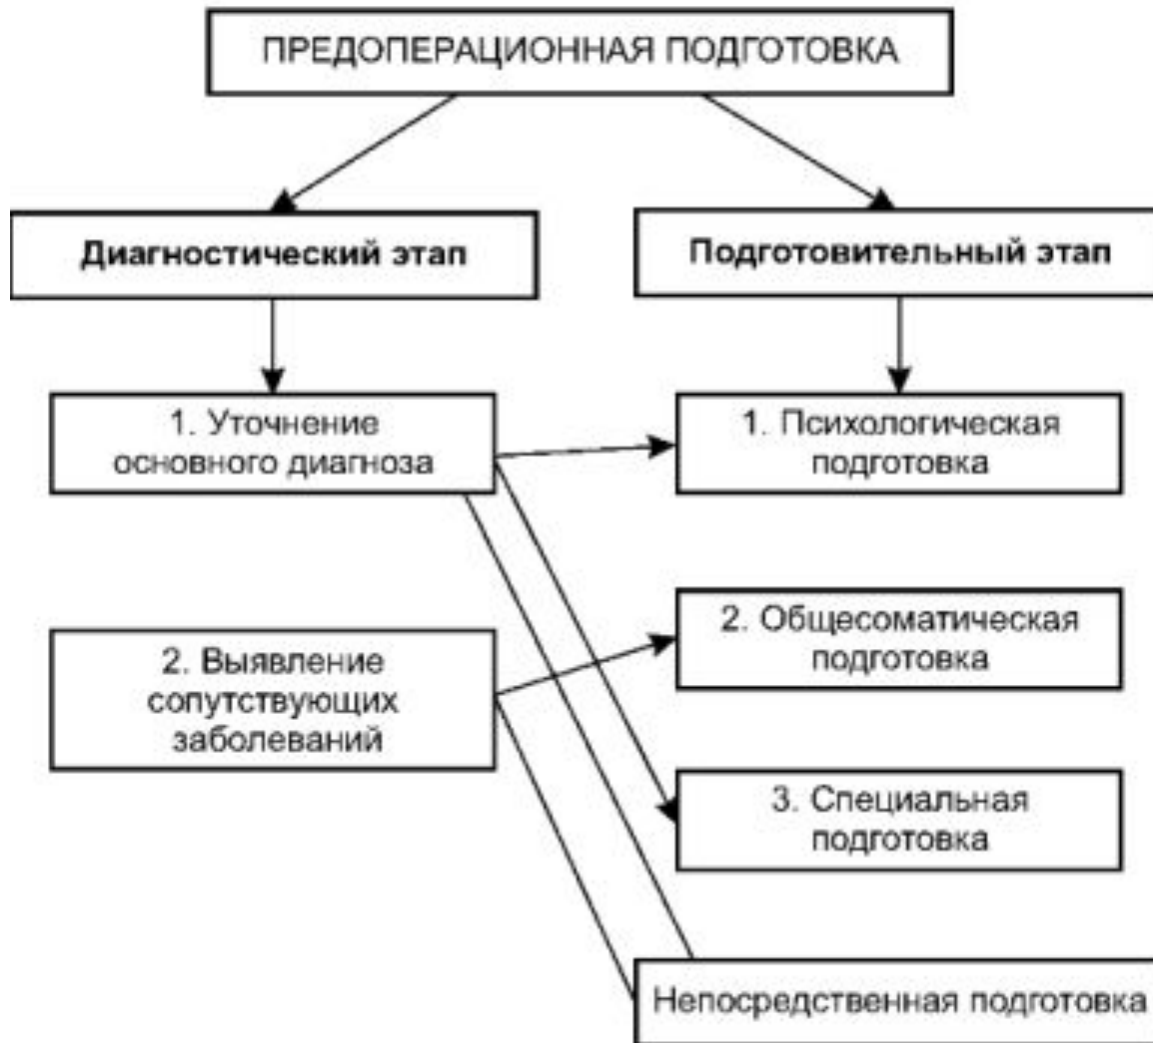 ПРЕДОПЕРАЦИОННАЯ ПОДГОТОВКА
Диагностический этап
Подготовительный этап
1. Уточнение
основного диагноза
1. Психологическая
подготовка
2. Выявление
сопутствующих
заболеваний
2. Общесоматическая
подготовка
3. Специальная
подготовка
Непосредственная подготовка